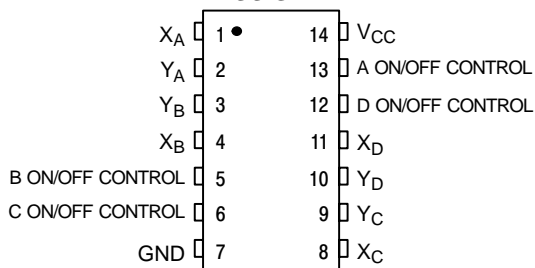 XA 1 14 VCC
YA 2 13 A ON/OFF CONTROL
YB 3 12 D ON/OFF CONTROL
XB 4 11 XD
B ON/OFF CONTROL 5 10 YD
C ON/OFF CONTROL 6 9 YC
GND 7 8 XC